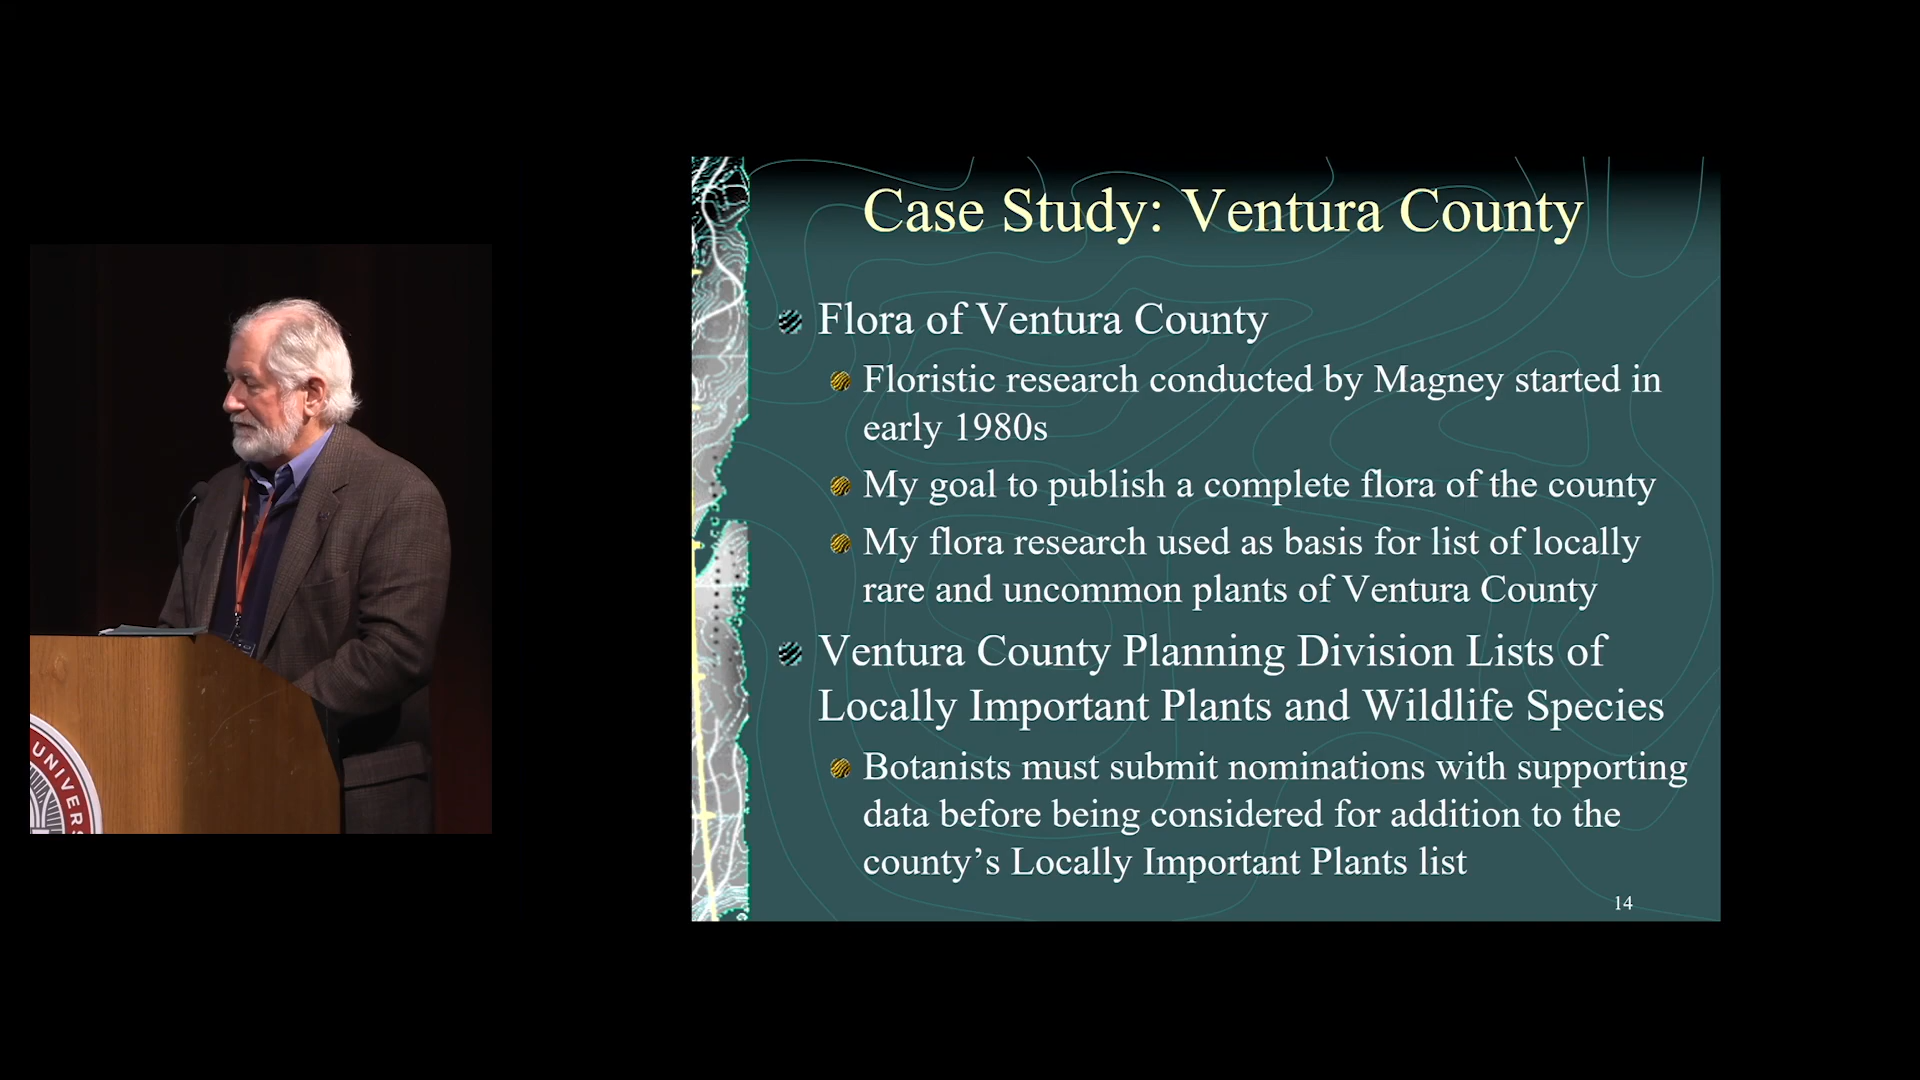 Case Study: Ventura County
Flora of Ventura County
Floristic research conducted by Magney started in
early 1980s
My goal to publish a complete flora of the county
My flora research used as basis for list of locally
rare and uncommon plants of Ventura County
Ventura County Planning Division Lists of
Locally Important Plants and Wildlife Species
Botanists must submit nominations with supporting
data before being considered for addition to the
county’s Locally Important Plants list
14